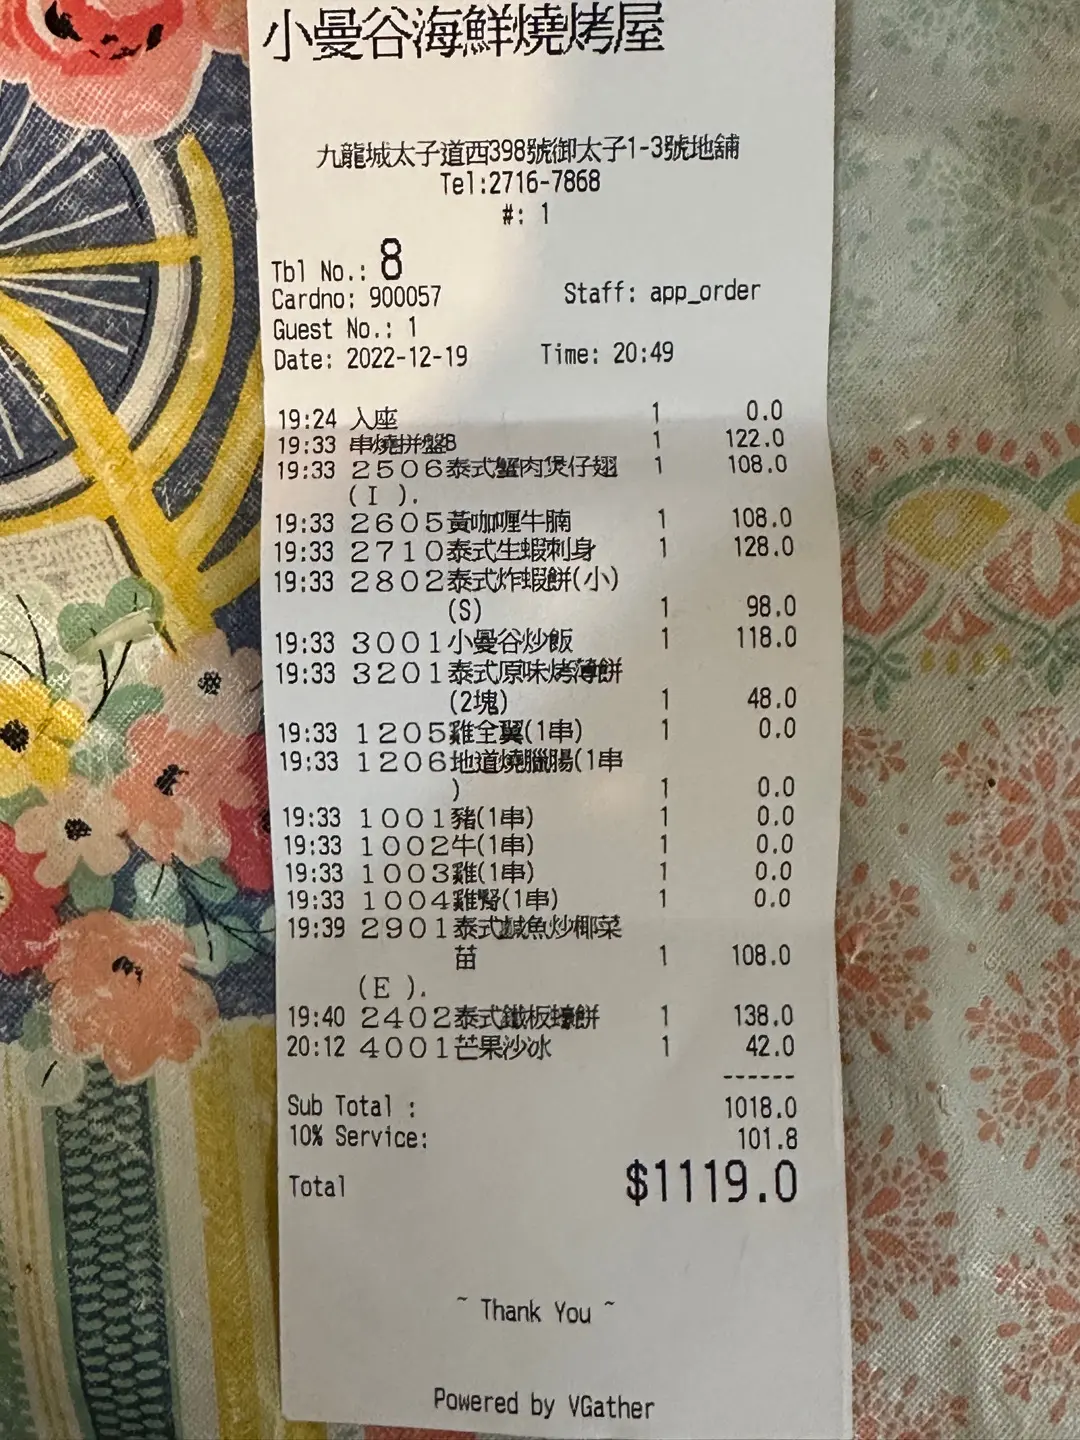 小曼谷海鮮燒烤屋
九龍城太子道西398號御太子1-3號地舖
Tel:2716-7868
#: 1
Tbl No.: 8
Cardno: 900057 Staff: app_order
Guest No.: 1
Date: 2022-12-19 Time: 20:49
19:24 入座 1 0.0
19:33 串燒拼盤B 1 122.0
19:33 2506泰式蟹肉煲仔翅 1 108.0
(I ).
19:33 2605黃咖喱牛腩 1 108.0
19:33 2710泰式生蝦刺身 1 128.0
19:33 2802泰式炸蝦餅(小)
(S) 1 98.0
19:33 3001小曼谷炒飯 1 118.0
19:33 3201泰式原味烤薄餅
(2塊) 1 48.0
19:33 1205雞全翼(1串) 1 0.0
19:33 1206地道燒臘腸(1串
) 1 0.0
19:33 1001豬(1串) 1 0.0
19:33 1002牛(1串) 1 0.0
19:33 1003雞(1串) 1 0.0
19:33 1004雞腎(1串) 1 0.0
19:39 2901泰式鹹魚炒椰菜
苗 1 108.0
(E ).
19:40 2402泰式鐵板蠔餅 1 138.0
20:12 4001芒果沙冰 1 42.0
------
Sub Total : 1018.0
10% Service: 101.8
Total $1119.0
~ Thank You ~
Powered by VGather